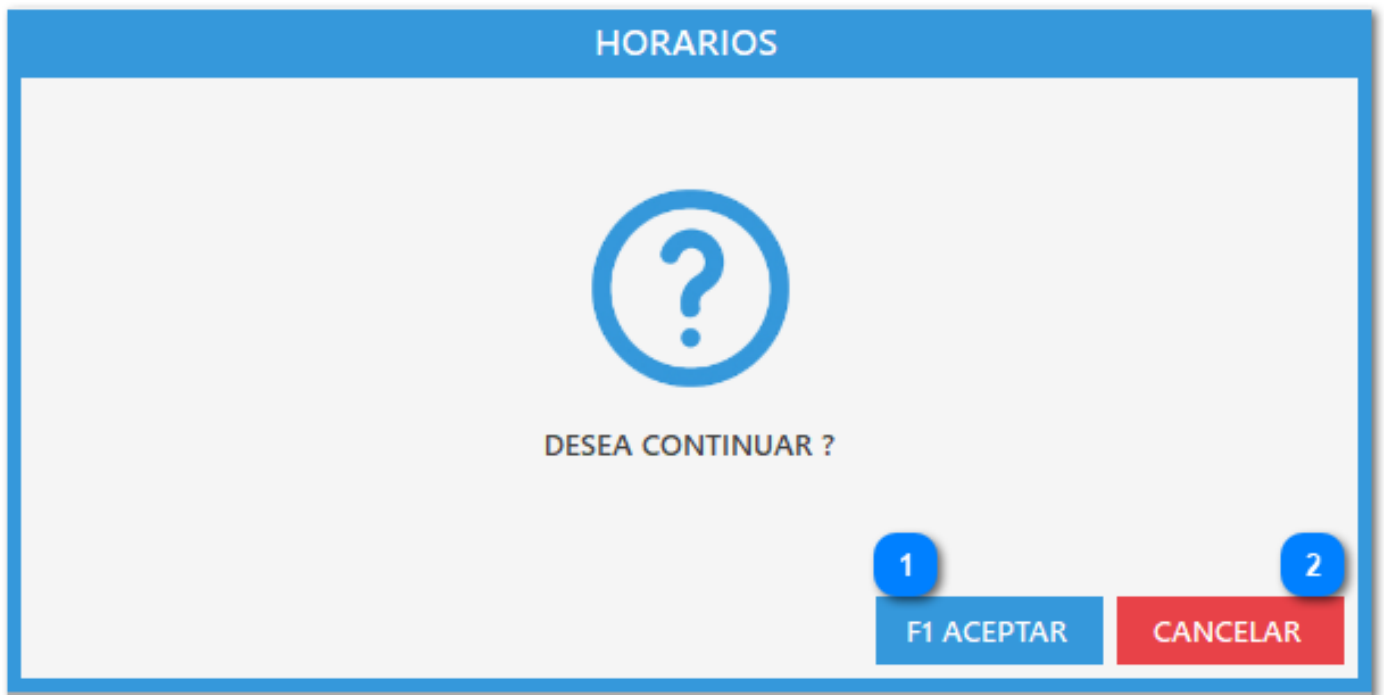 HORARIOS
?
DESEA CONTINUAR ?
1
2
F1 ACEPTAR
CANCELAR